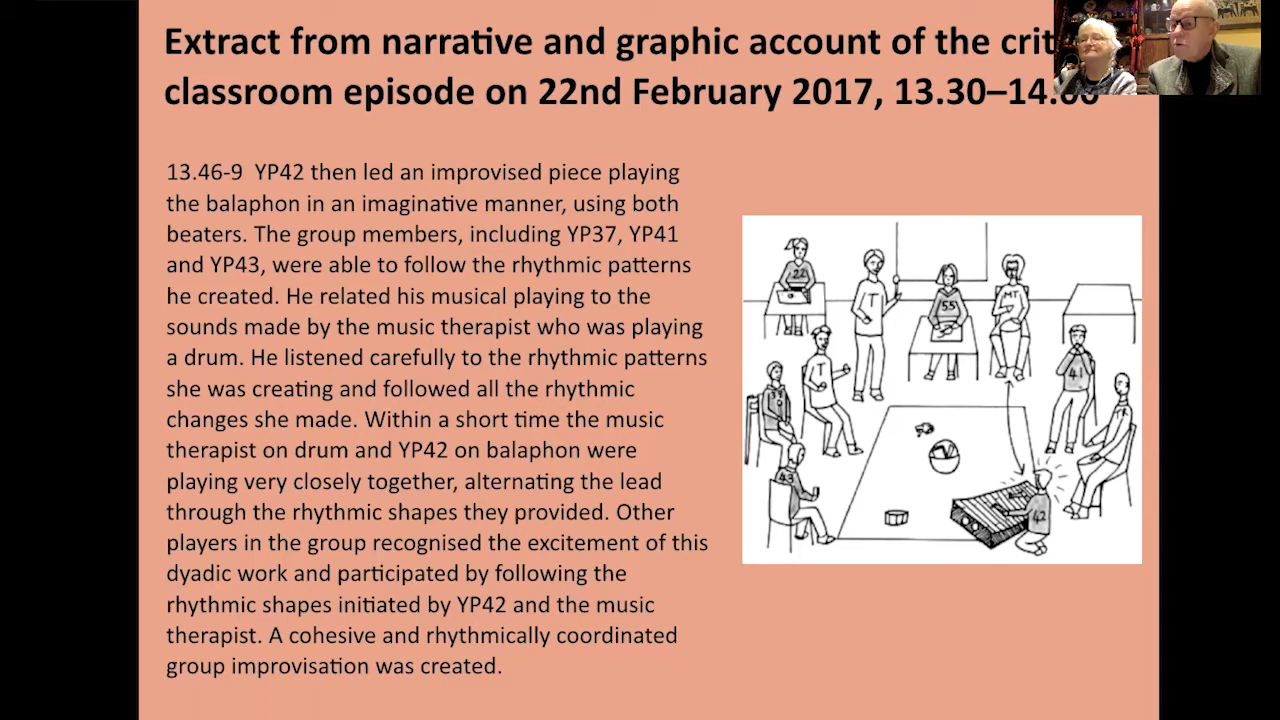 Extract from narrative and graphic account of the
classroom episode on 22nd February 2017, 13.30–14.00
13.46-9 YP42 then led an improvised piece playing
the balaphon in an imaginative manner, using both
beaters. The group members, including YP37, YP41
and YP43, were able to follow the rhythmic patterns
he created. He related his musical playing to the
sounds made by the music therapist who was playing
a drum. He listened carefully to the rhythmic patterns
she was creating and followed all the rhythmic
changes she made. Within a short time the music
therapist on drum and YP42 on balaphon were
playing very closely together, alternating the lead
through the rhythmic shapes they provided. Other
players in the group recognised the excitement of this
dyadic work and participated by following the
rhythmic shapes initiated by YP42 and the music
therapist. A cohesive and rhythmically coordinated
group improvisation was created.
22
T
55
MT
T
41
T
43
42